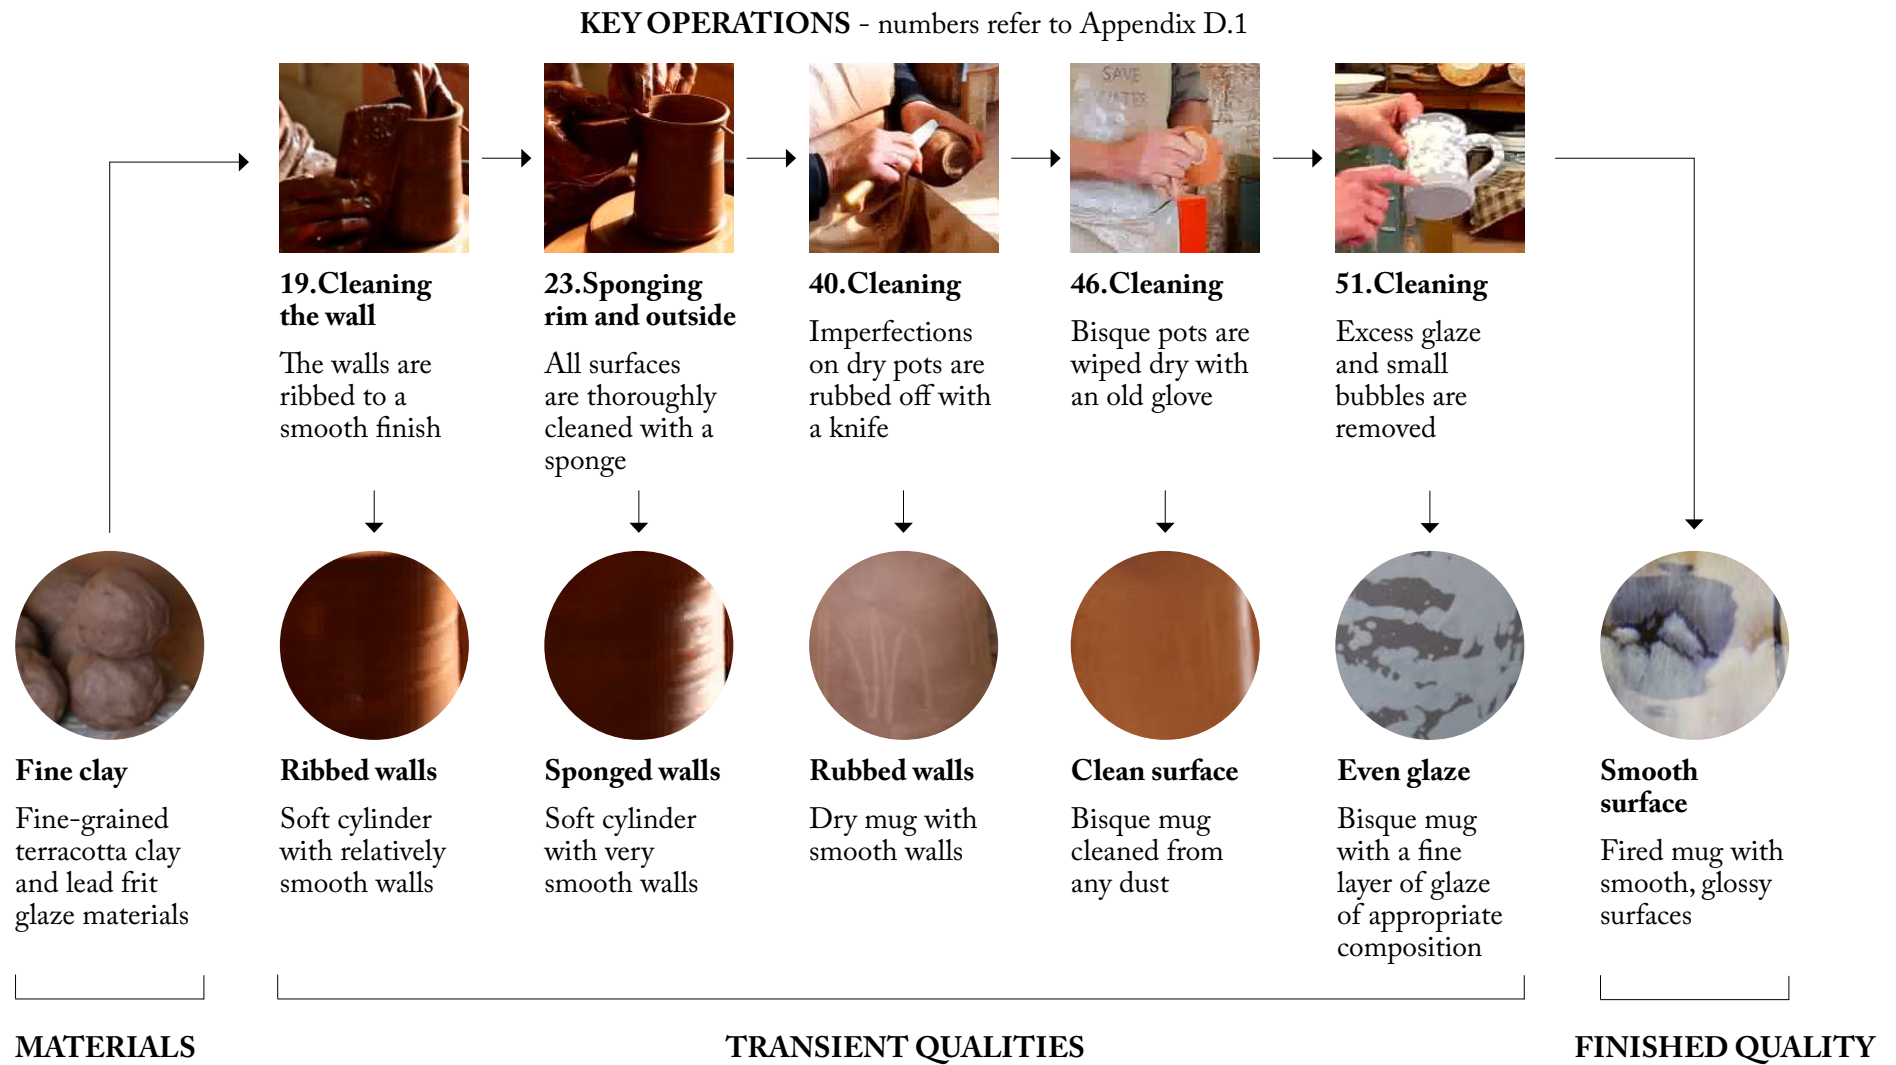 KEY OPERATIONS - numbers refer to Appendix D.1
SAVE
WATER
19.Cleaning
the wall
The walls are
ribbed to a
smooth finish
23.Sponging
rim and outside
All surfaces
are thoroughly
cleaned with a
sponge
40.Cleaning
Imperfections
on dry pots are
rubbed off with
a knife
46.Cleaning
Bisque pots are
wiped dry with
an old glove
51.Cleaning
Excess glaze
and small
bubbles are
removed
Fine clay
Fine-grained
terracotta clay
and lead frit
glaze materials
Ribbed walls
Soft cylinder
with relatively
smooth walls
Sponged walls
Soft cylinder
with very
smooth walls
Rubbed walls
Dry mug with
smooth walls
Clean surface
Bisque mug
cleaned from
any dust
Even glaze
Bisque mug
with a fine
layer of glaze
of appropriate
composition
Smooth
surface
Fired mug with
smooth, glossy
surfaces
MATERIALS
TRANSIENT QUALITIES
FINISHED QUALITY